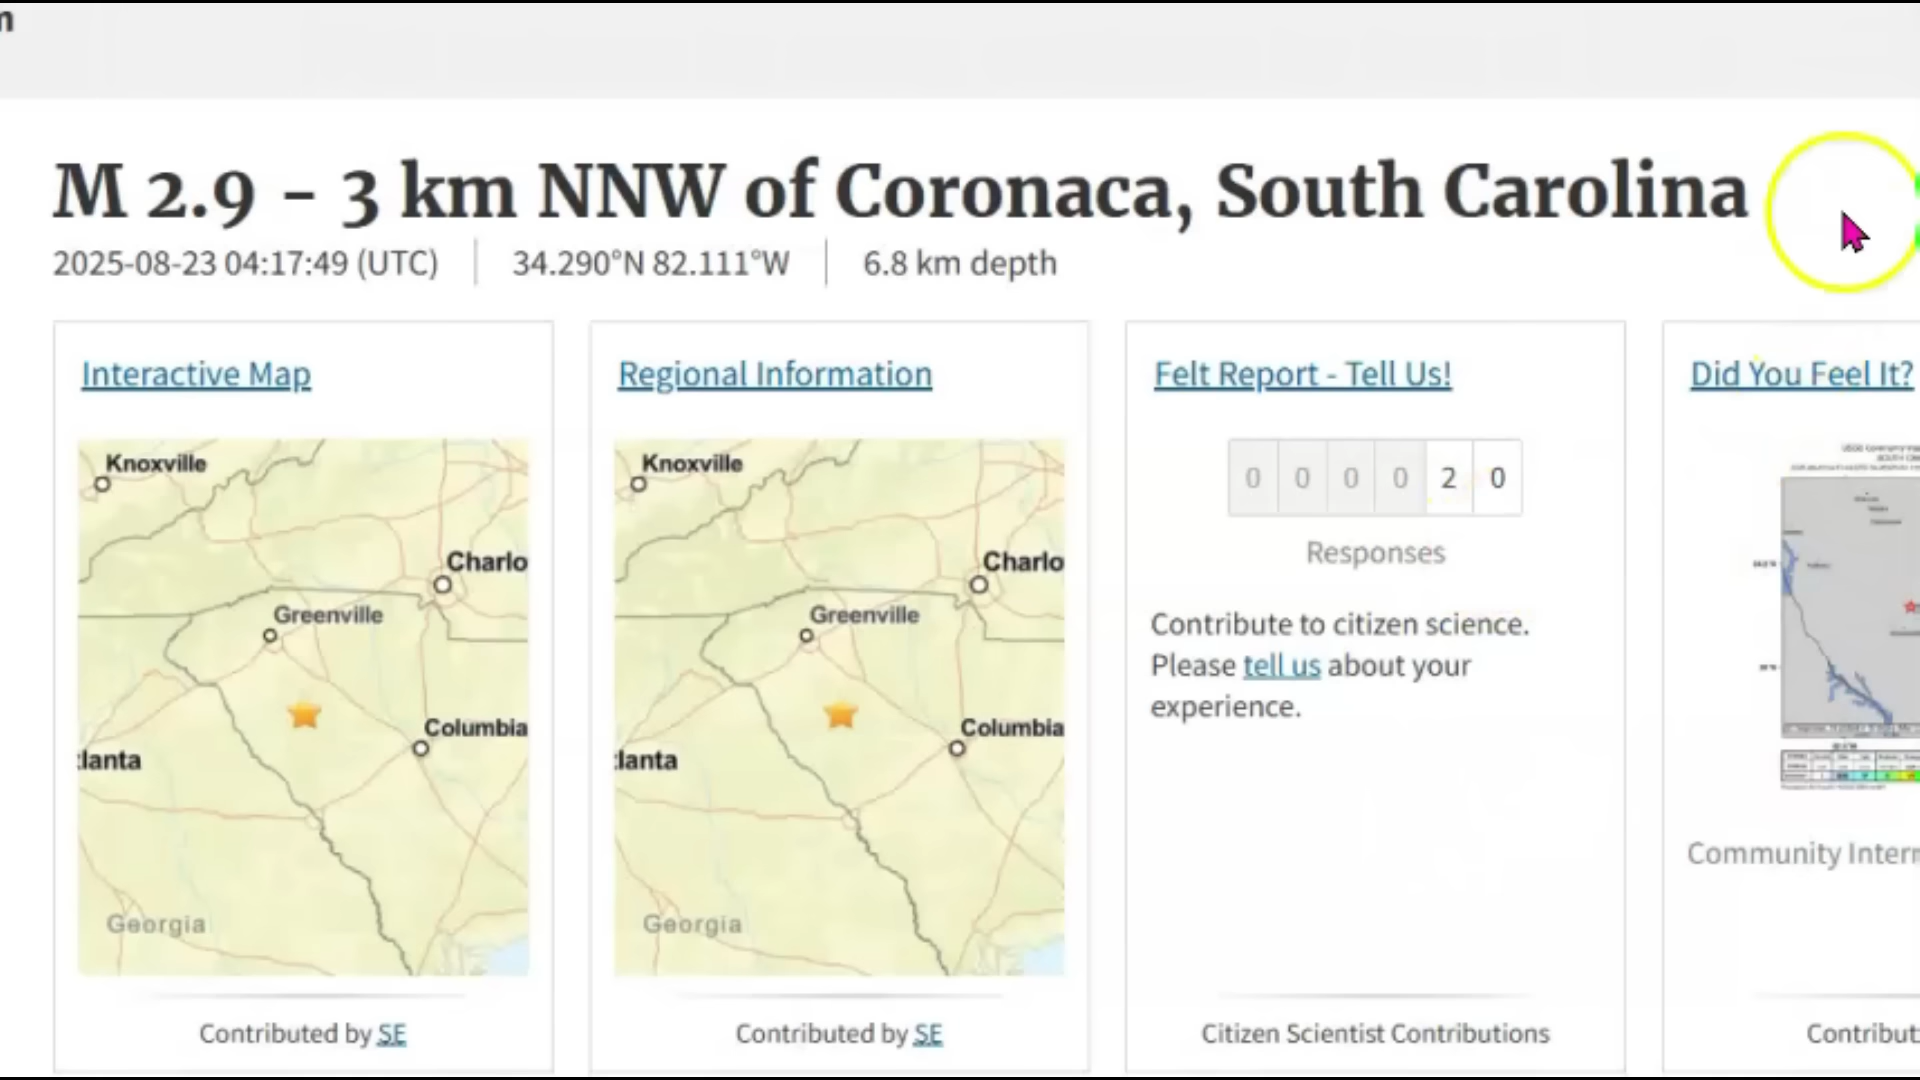 M 2.9 - 3 km NNW of Coronaca, South Carolina
2025-08-23 04:17:49 (UTC)
34.290°N 82.111°W
6.8 km depth
Interactive Map
Knoxville
Charlo
Greenville
Columbia
tlanta
Georgia
Contributed by SE
Regional Information
Knoxville
Charlo
Greenville
Columbia
tlanta
Georgia
Contributed by SE
Felt Report - Tell Us!
0 0 0 0 2 0
Responses
Contribute to citizen science.
Please tell us about your
experience.
Citizen Scientist Contributions
Did You Feel It?
Community Intern
Contribut